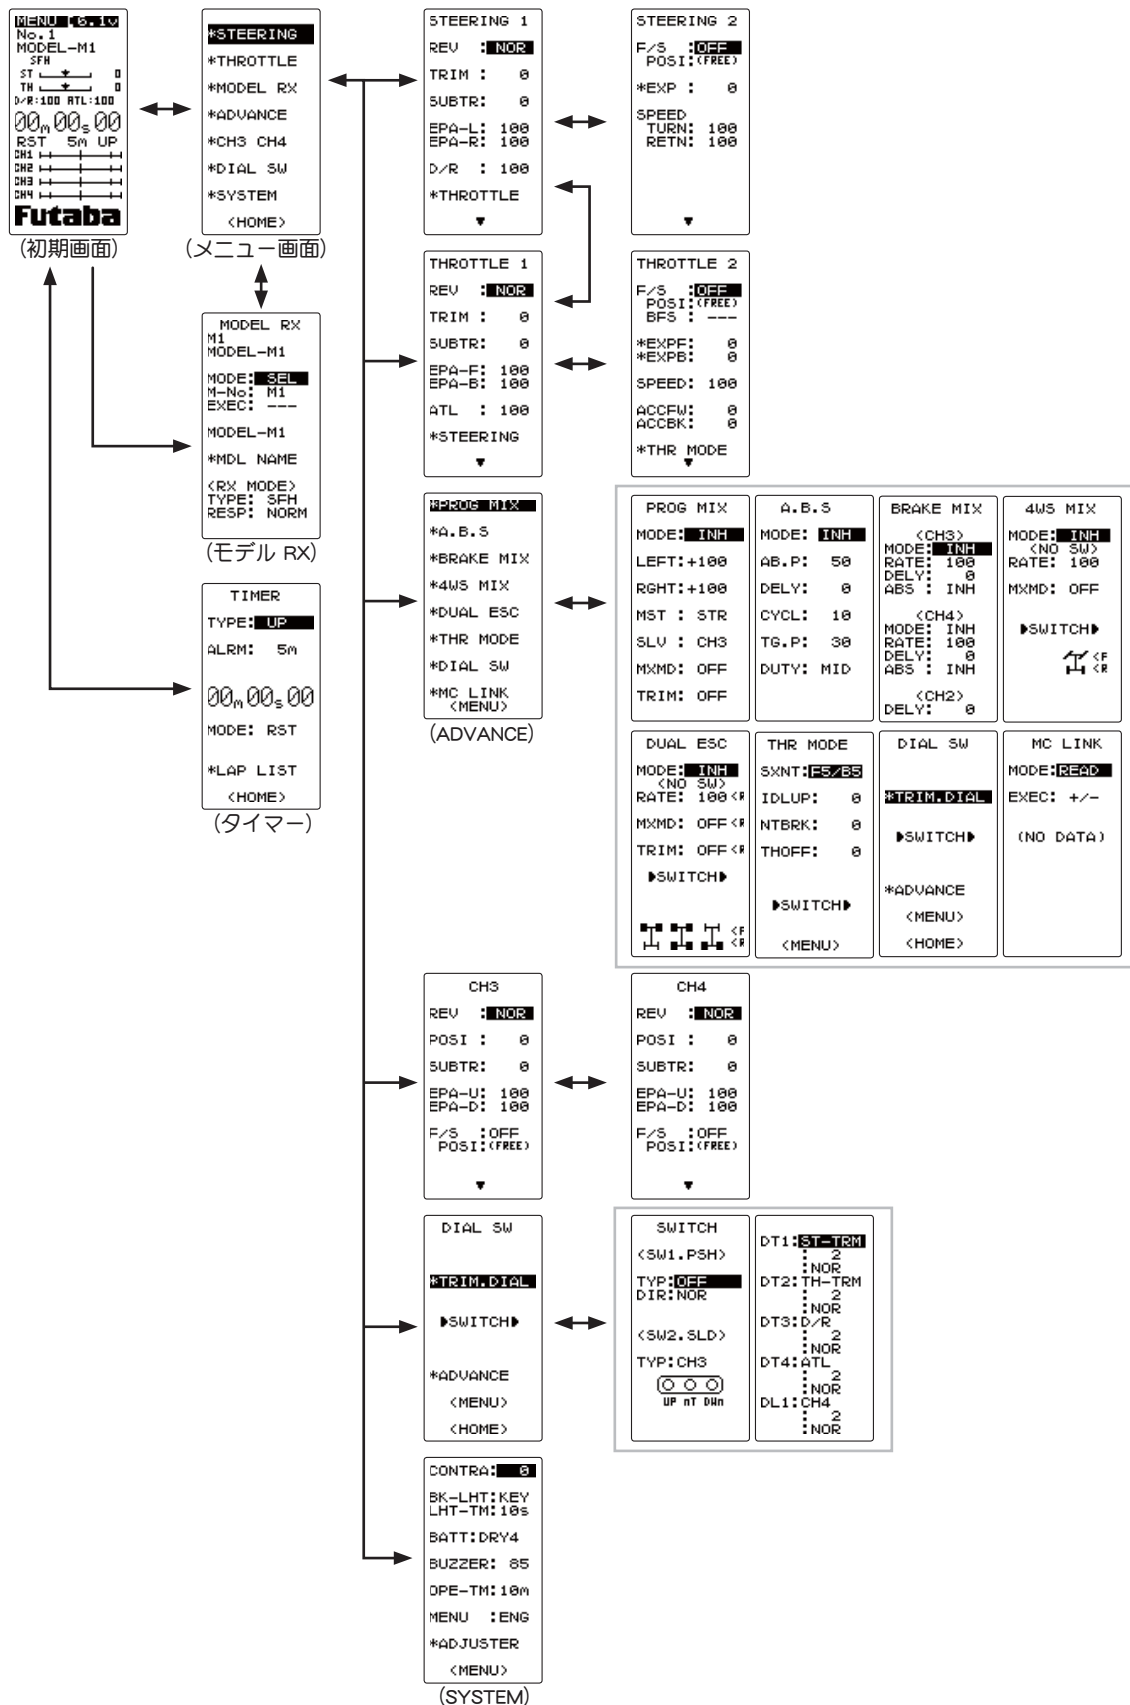 MENU 6.1v
No.1
MODEL-M1
SFH
ST 0
TH 0
D/R:100 ATL:100
00m00s00
RST 5m UP
CH1
CH2
CH3
CH4
Futaba
(初期画面)
*STEERING
*THROTTLE
*MODEL RX
*ADVANCE
*CH3 CH4
*DIAL SW
*SYSTEM
<HOME>
(メニュー画面)
STEERING 1
REV :NOR
TRIM : 0
SUBTR: 0
EPA-L: 100
EPA-R: 100
D/R : 100
*THROTTLE
▼
STEERING 2
F/S :OFF
POSI:(FREE)
*EXP : 0
SPEED
TURN: 100
RETN: 100
▼
MODEL RX
M1
MODEL-M1
MODE: SEL
M-No: M1
EXEC: ---
MODEL-M1
*MDL NAME
<RX MODE>
TYPE: SFH
RESP: NORM
(モデル RX)
THROTTLE 1
REV :NOR
TRIM : 0
SUBTR: 0
EPA-F: 100
EPA-B: 100
ATL : 100
*STEERING
▼
THROTTLE 2
F/S :OFF
POSI:(FREE)
BFS : ---
*EXPF: 0
*EXPB: 0
SPEED: 100
ACCFW: 0
ACCBK: 0
*THR MODE
▼
TIMER
TYPE: UP
ALRM: 5m
00m00s00
MODE: RST
*LAP LIST
<HOME>
(タイマー)
*PROG MIX
*A.B.S
*BRAKE MIX
*4WS MIX
*DUAL ESC
*THR MODE
*DIAL SW
*MC LINK
<MENU>
(ADVANCE)
PROG MIX
MODE: INH
LEFT:+100
RGHT:+100
MST : STR
SLV : CH3
MXMD: OFF
TRIM: OFF
A.B.S
MODE: INH
AB.P: 50
DELY: 0
CYCL: 10
TG.P: 30
DUTY: MID
BRAKE MIX
<CH3>
MODE: INH
RATE: 100
DELY: 0
ABS : INH
<CH4>
MODE: INH
RATE: 100
DELY: 0
ABS : INH
<CH2>
DELY: 0
4WS MIX
MODE: INH
(NO SW)
RATE: 100
MXMD: OFF
▶SWITCH▶
<F
<R
DUAL ESC
MODE: INH
(NO SW)
RATE: 100<R
MXMD: OFF<R
TRIM: OFF<R
▶SWITCH▶
<F
<R
THR MODE
SXNT:F5/B5
IDLUP: 0
NTBRK: 0
THOFF: 0
▶SWITCH▶
<MENU>
DIAL SW
*TRIM.DIAL
▶SWITCH▶
*ADVANCE
<MENU>
<HOME>
MC LINK
MODE:READ
EXEC: +/-
(NO DATA)
CH3
REV :NOR
POSI : 0
SUBTR: 0
EPA-U: 100
EPA-D: 100
F/S :OFF
POSI:(FREE)
▼
CH4
REV :NOR
POSI : 0
SUBTR: 0
EPA-U: 100
EPA-D: 100
F/S :OFF
POSI:(FREE)
▼
DIAL SW
*TRIM.DIAL
▶SWITCH▶
*ADVANCE
<MENU>
<HOME>
SWITCH
<SW1.PSH>
TYP:OFF
DIR:NOR
<SW2.SLD>
TYP:CH3
UP nT DWn
DT1:ST-TRM
: 2
:NOR
DT2:TH-TRM
: 2
:NOR
DT3:D/R
: 2
:NOR
DT4:ATL
: 2
:NOR
DL1:CH4
: 2
:NOR
CONTRA: 0
BK-LHT:KEY
LHT-TM:10s
BATT:DRY4
BUZZER: 85
OPE-TM:10m
MENU :ENG
*ADJUSTER
<MENU>
(SYSTEM)